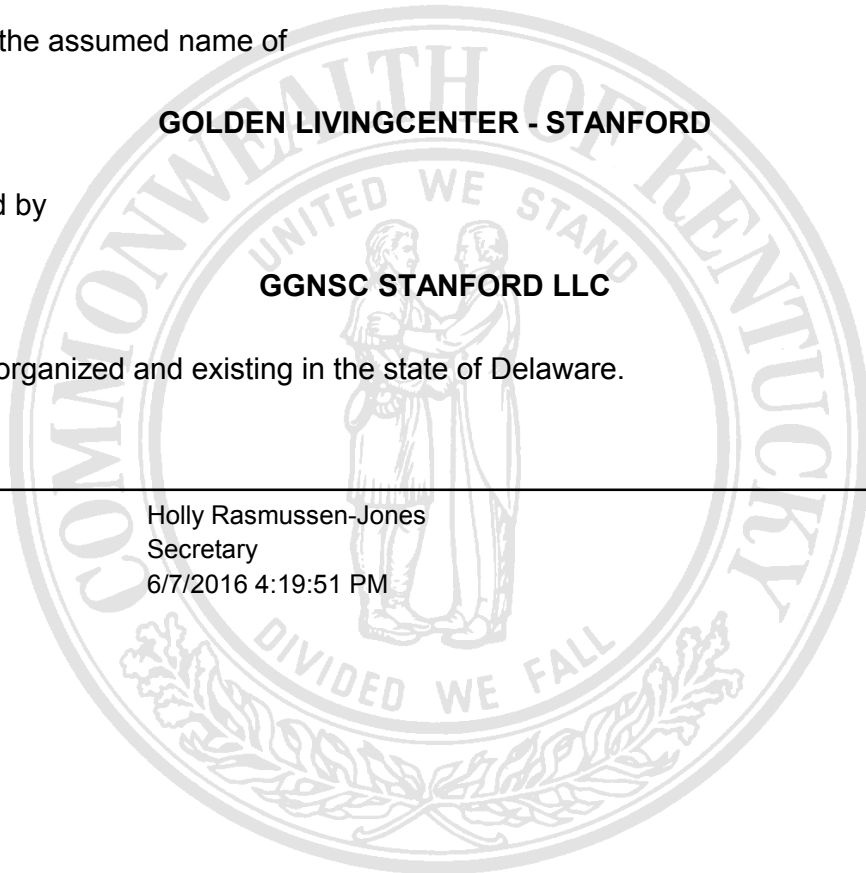 the assumed name of
GOLDEN LIVINGCENTER - STANFORD
d by
GGNSC STANFORD LLC
organized and existing in the state of Delaware.
Holly Rasmussen-Jones
Secretary
6/7/2016 4:19:51 PM
COMMONWEALTH OF KENTUCKY
UNITED WE STAND
DIVIDED WE FALL